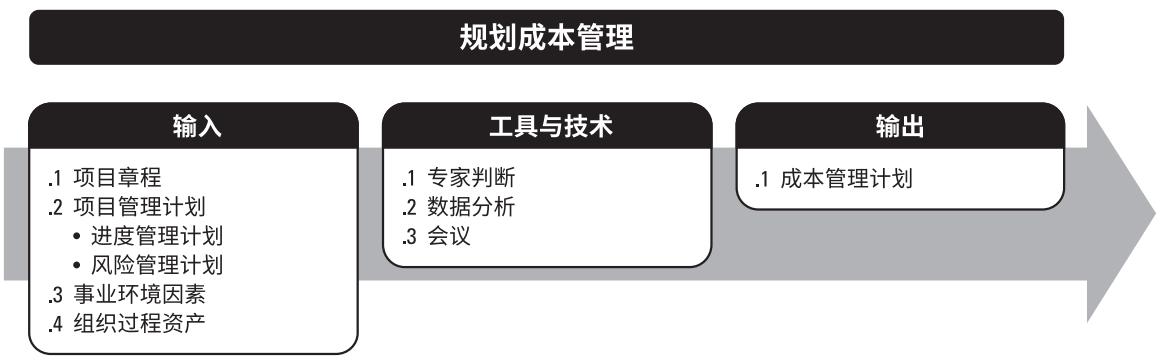 规划成本管理
输入
.1 项目章程
.2 项目管理计划
• 进度管理计划
• 风险管理计划
.3 事业环境因素
.4 组织过程资产
工具与技术
.1 专家判断
.2 数据分析
.3 会议
输出
.1 成本管理计划